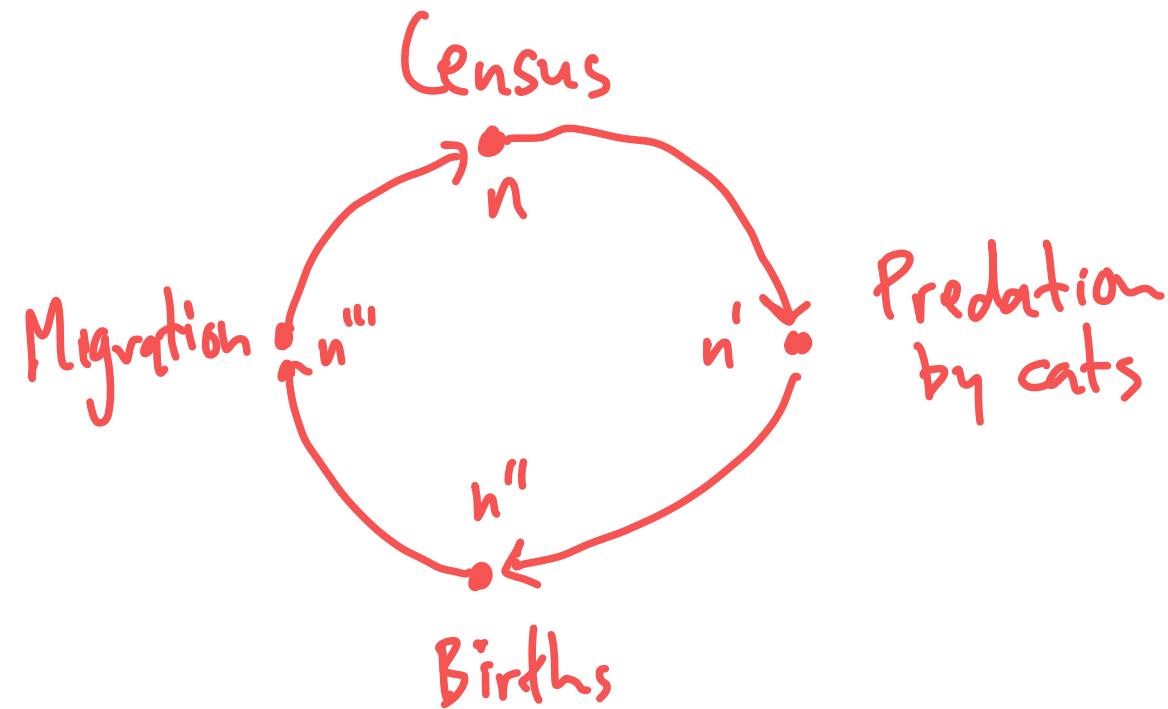 Census
n
Predation
by cats
n'
Migration
n'''
n''
Births